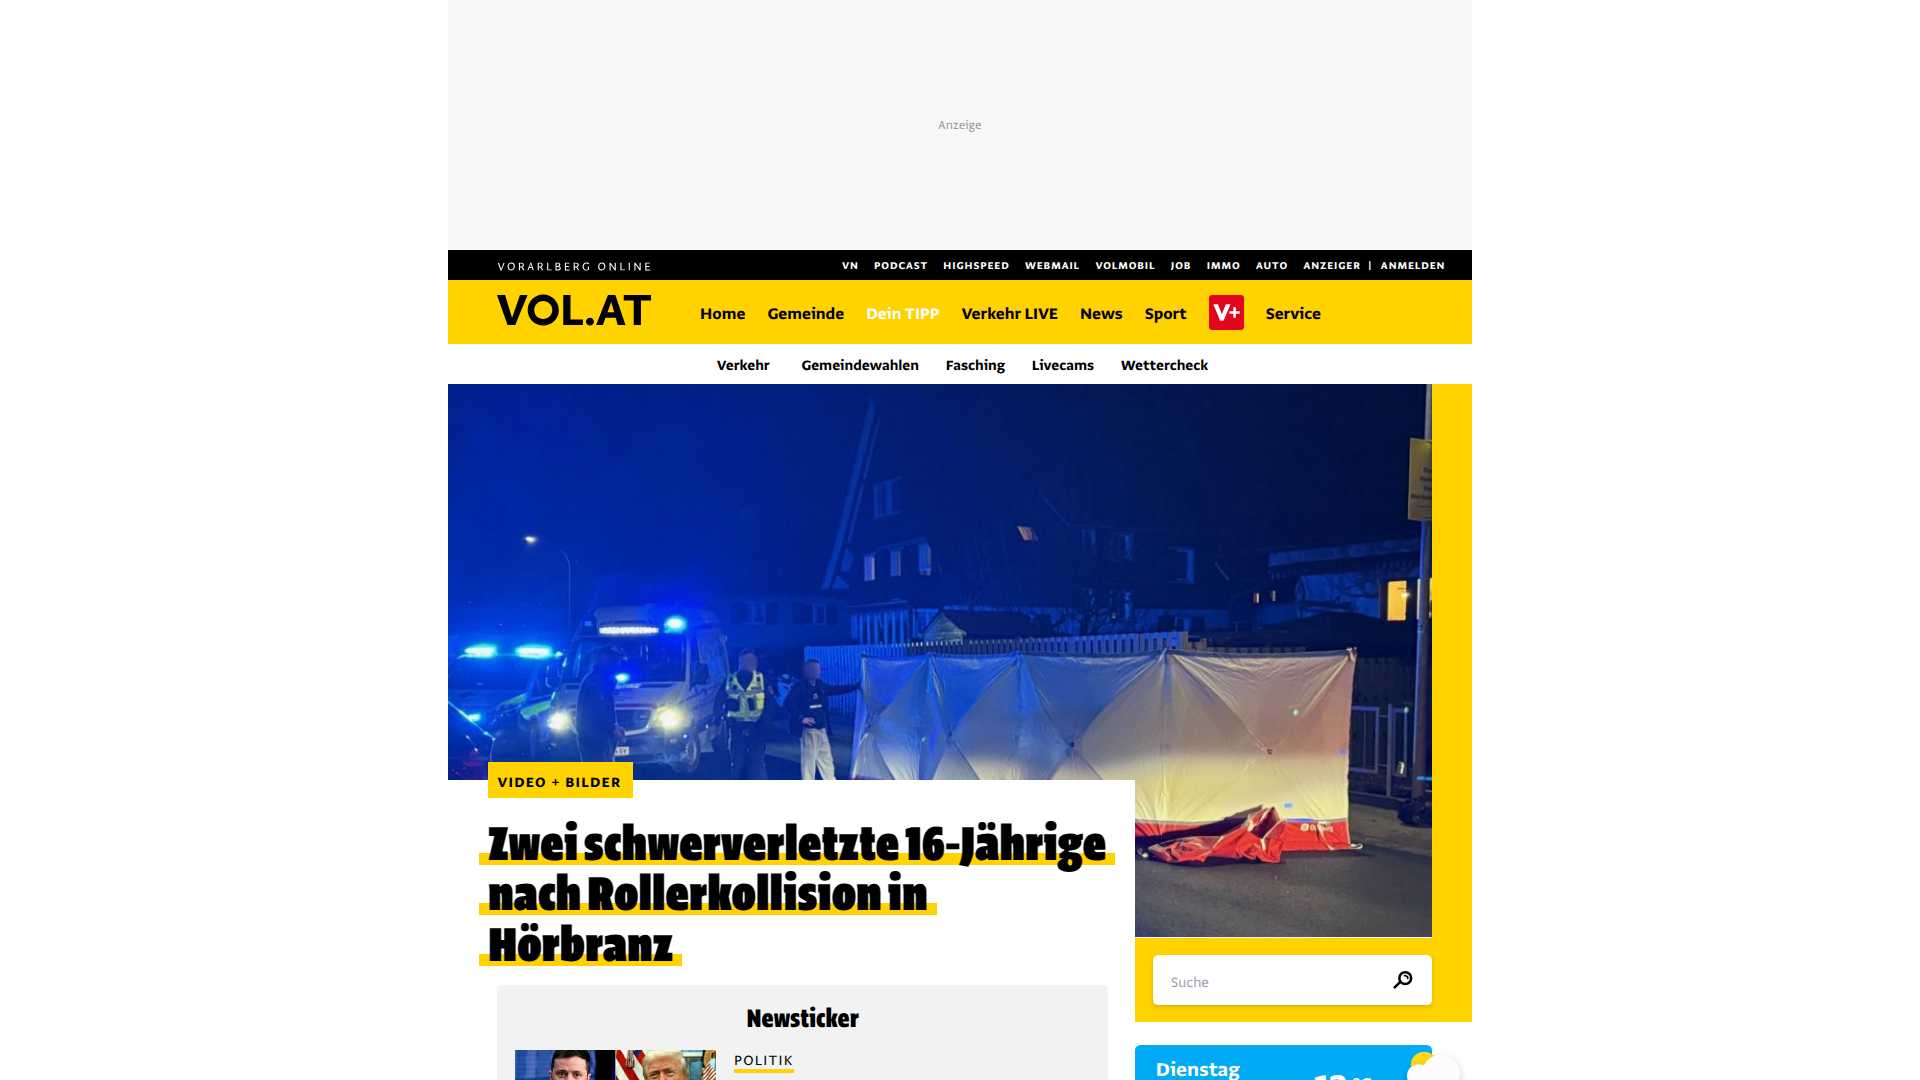 Anzeige
VORARLBERG ONLINE
VN PODCAST HIGHSPEED WEBMAIL VOLMOBIL JOB IMMO AUTO ANZEIGER | ANMELDEN
VOL.AT
Home Gemeinde Dein TIPP Verkehr LIVE News Sport V+ Service
Verkehr Gemeindewahlen Fasching Livecams Wettercheck
VIDEO + BILDER
Zwei schwerverletzte 16-Jährige
nach Rollerkollision in
Hörbranz
Suche
Newsticker
POLITIK
Dienstag